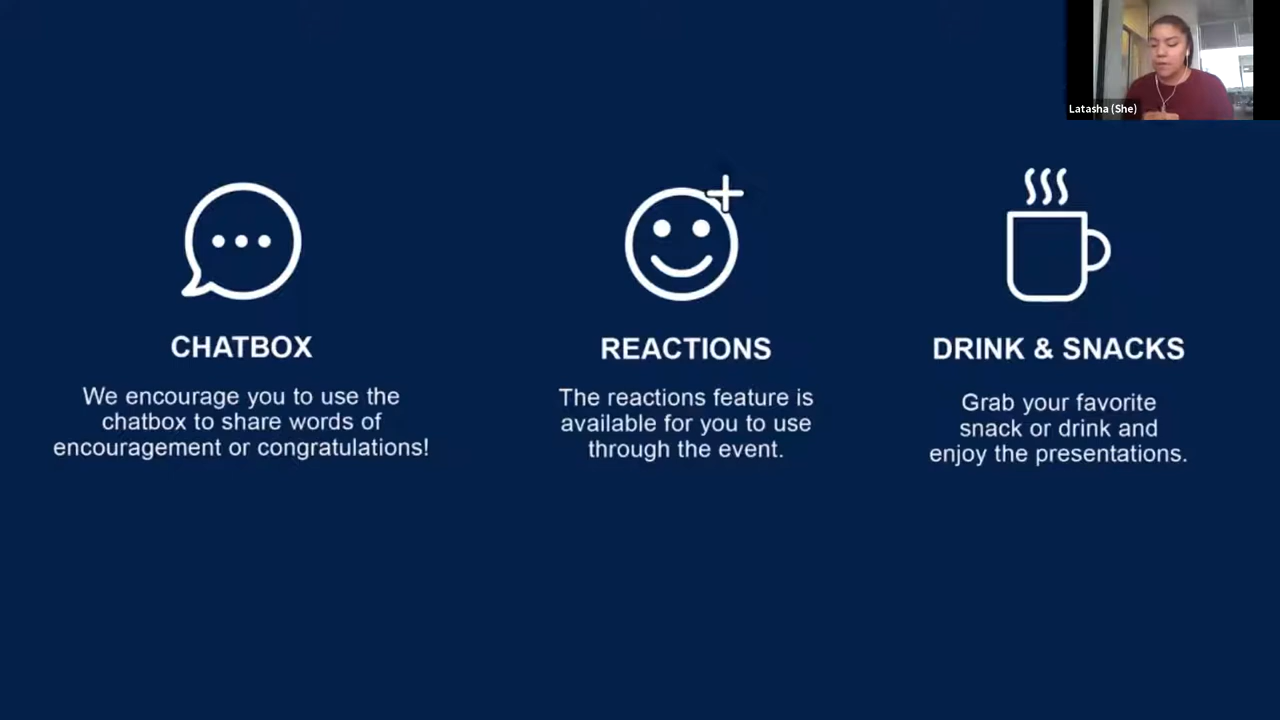 Latasha (She)
CHATBOX
We encourage you to use the
chatbox to share words of
encouragement or congratulations!
REACTIONS
The reactions feature is
available for you to use
through the event.
DRINK & SNACKS
Grab your favorite
snack or drink and
enjoy the presentations.